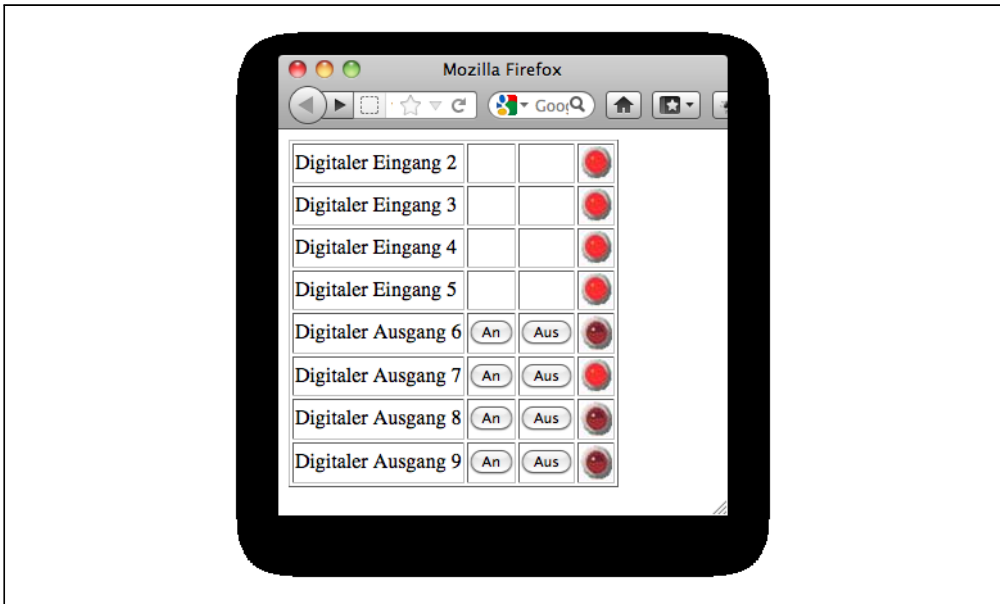 Mozilla Firefox
Goog
Digitaler Eingang 2
Digitaler Eingang 3
Digitaler Eingang 4
Digitaler Eingang 5
Digitaler Ausgang 6 An Aus
Digitaler Ausgang 7 An Aus
Digitaler Ausgang 8 An Aus
Digitaler Ausgang 9 An Aus